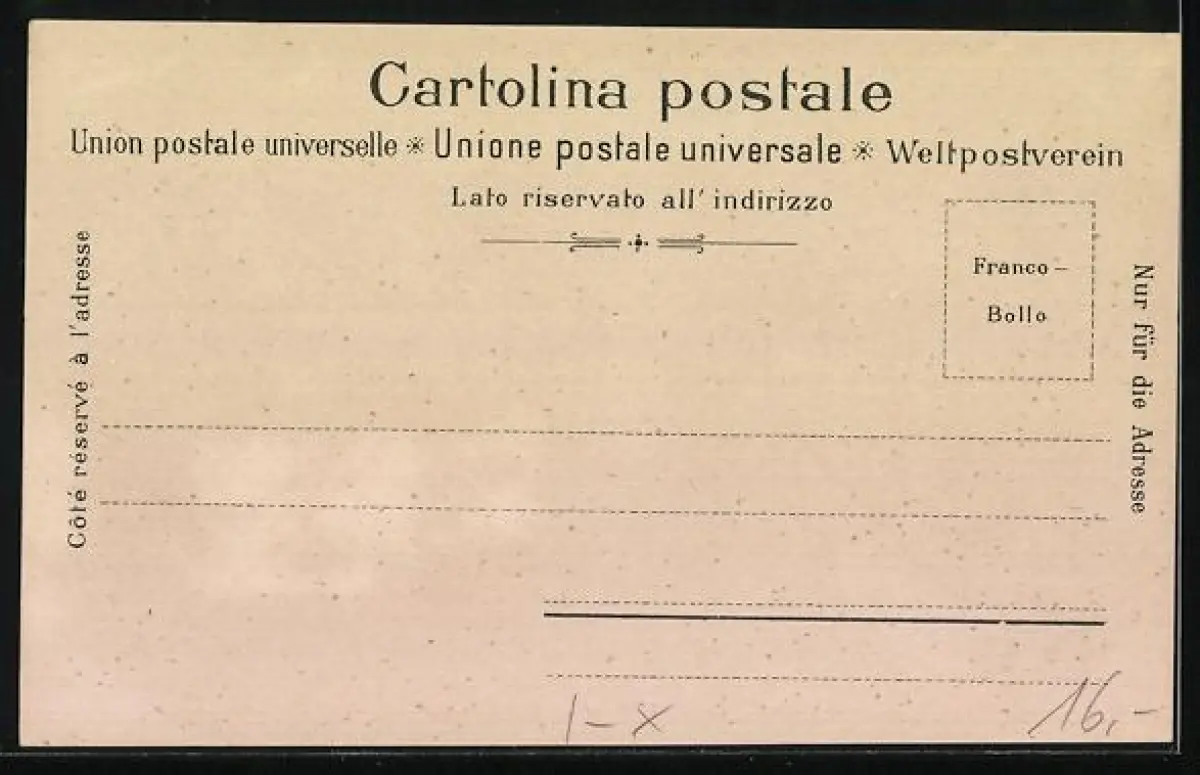 Cartolina postale
Union postale universelle * Unione postale universale * Weltpostverein
Lato riservato all' indirizzo
Côté réservé à l'adresse
Franco –
Bollo
Nur für die Adresse
1 – x
16,-